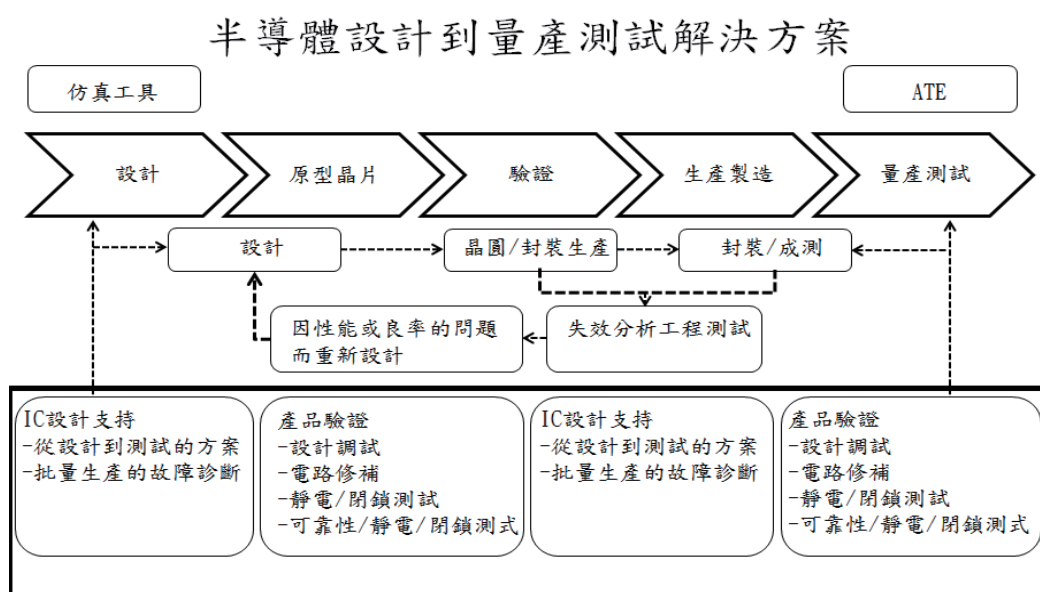 半導體設計到量產測試解決方案
仿真工具
ATE
設計
原型晶片
驗證
生產製造
量產測試
設計
晶圓/封裝生產
封裝/成測
因性能或良率的問題
而重新設計
失效分析工程測試
IC設計支持
-從設計到測試的方案
-批量生產的故障診斷
產品驗證
-設計調試
-電路修補
-靜電/閉鎖測試
-可靠性/靜電/閉鎖測式
IC設計支持
-從設計到測試的方案
-批量生產的故障診斷
產品驗證
-設計調試
-電路修補
-靜電/閉鎖測試
-可靠性/靜電/閉鎖測式